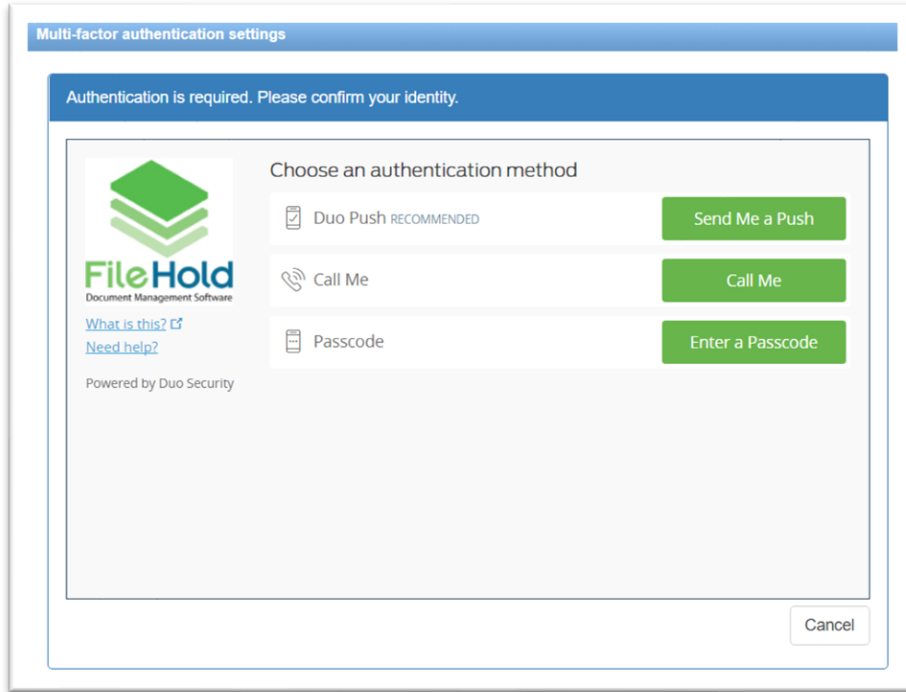 Multi-factor authentication settings
Authentication is required. Please confirm your identity.
Choose an authentication method
Duo Push RECOMMENDED
Send Me a Push
FileHold
Document Management Software
Call Me
Call Me
What is this?
Need help?
Passcode
Enter a Passcode
Powered by Duo Security
Cancel